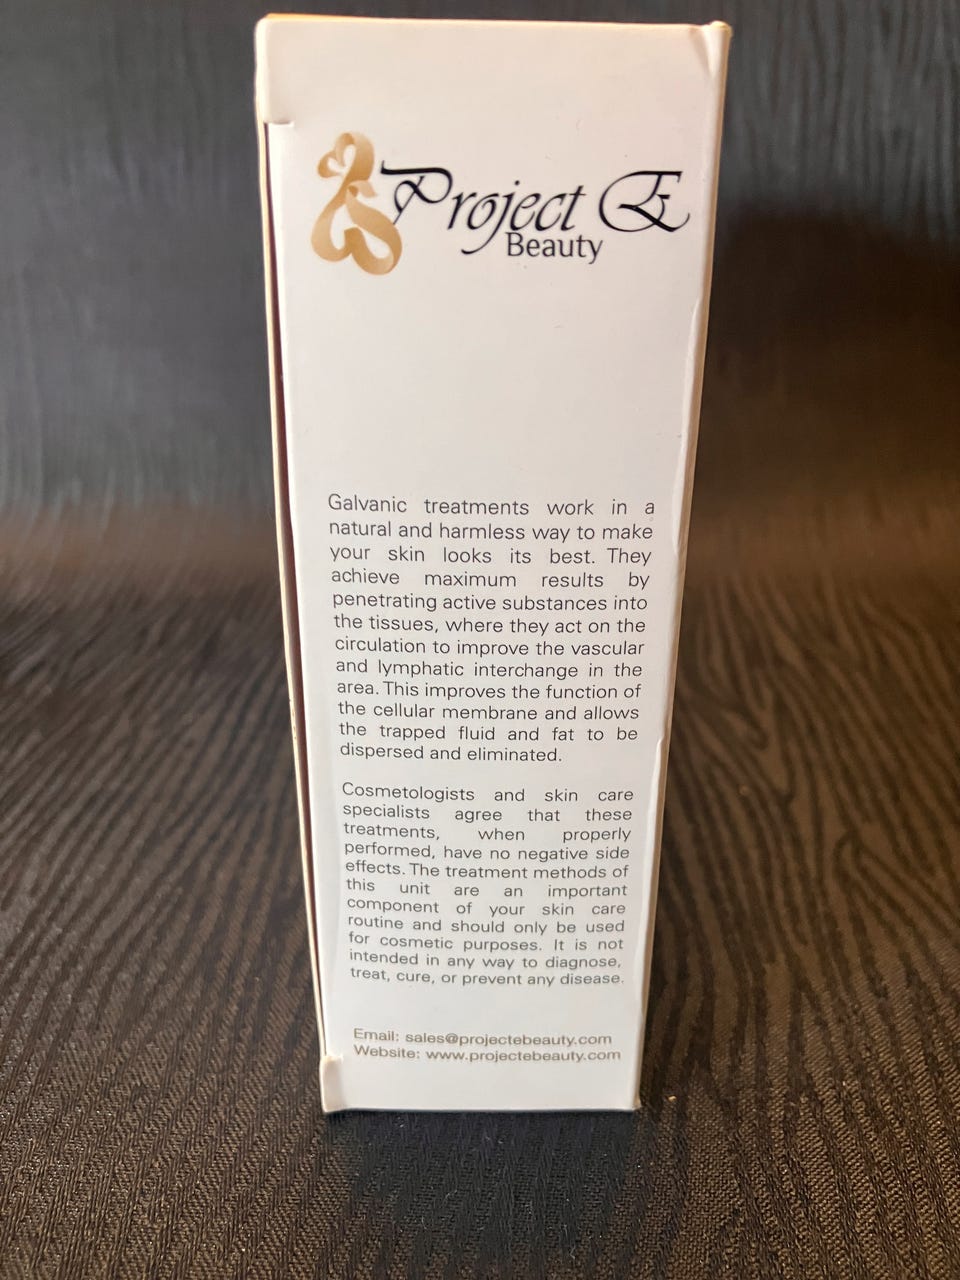 Project E
Beauty
Galvanic treatments work in a
natural and harmless way to make
your skin looks its best. They
achieve maximum results by
penetrating active substances into
the tissues, where they act on the
circulation to improve the vascular
and lymphatic interchange in the
area. This improves the function of
the cellular membrane and allows
the trapped fluid and fat to be
dispersed and eliminated.
Cosmetologists and skin care
specialists agree that these
treatments, when properly
performed, have no negative side
effects. The treatment methods of
this unit are an important
component of your skin care
routine and should only be used
for cosmetic purposes. It is not
intended in any way to diagnose,
treat, cure, or prevent any disease.
Email: sales@projectebeauty.com
Website: www.projectebeauty.com